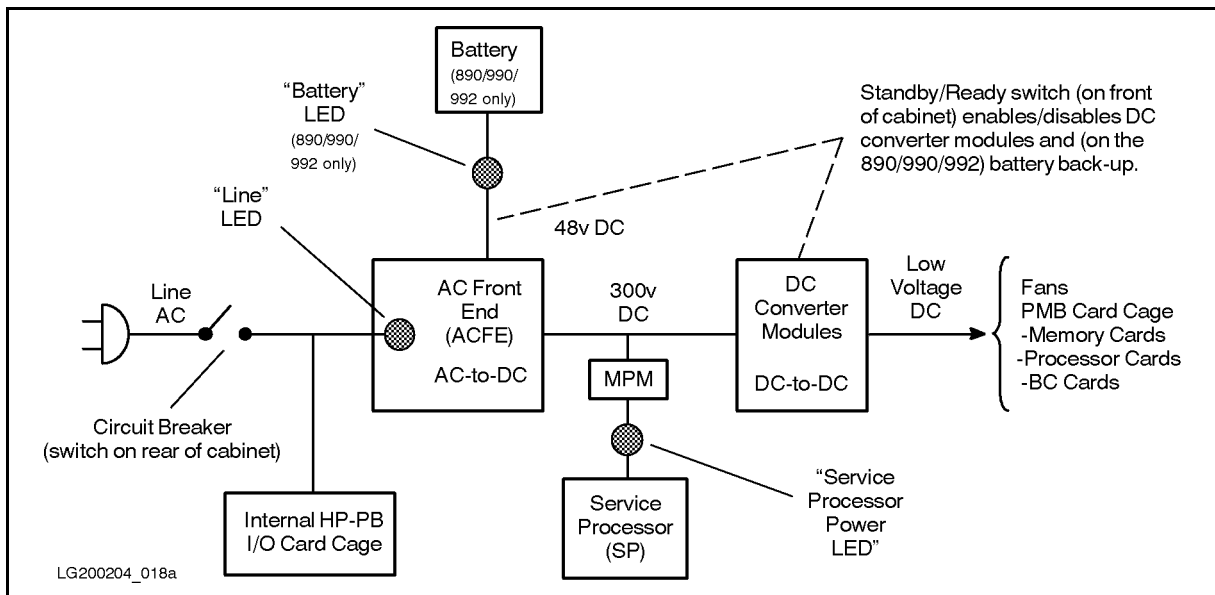 Battery
(890/990/
992 only)
“Battery”
LED
(890/990/
992 only)
Standby/Ready switch (on front
of cabinet) enables/disables DC
converter modules and (on the
890/990/992) battery back-up.
“Line”
LED
48v DC
Line
AC
AC Front
End
(ACFE)
AC-to-DC
300v
DC
DC
Converter
Modules
DC-to-DC
Low
Voltage
DC
Fans
PMB Card Cage
-Memory Cards
-Processor Cards
-BC Cards
MPM
Circuit Breaker
(switch on rear of cabinet)
Internal HP-PB
I/O Card Cage
Service
Processor
(SP)
“Service
Processor
Power
LED”
LG200204_018a